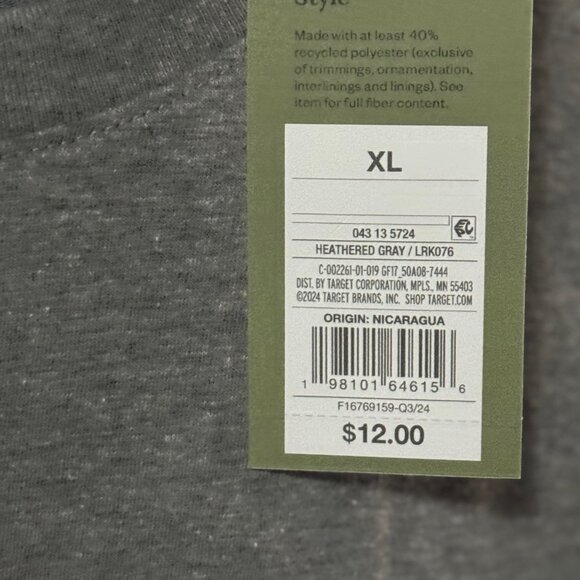 Style
Made with at least 40%
recycled polyester (exclusive
of trimmings, ornamentation,
interlinings and linings). See
item for full fiber content.
XL
043 13 5724
HEATHERED GRAY / LRK076
C-002261-01-019 GF17_50A08-7444
DIST. BY TARGET CORPORATION, MPLS., MN 55403
©2024 TARGET BRANDS, INC. SHOP TARGET.COM
ORIGIN: NICARAGUA
1 98101 64615 6
F16769159-Q3/24
$12.00